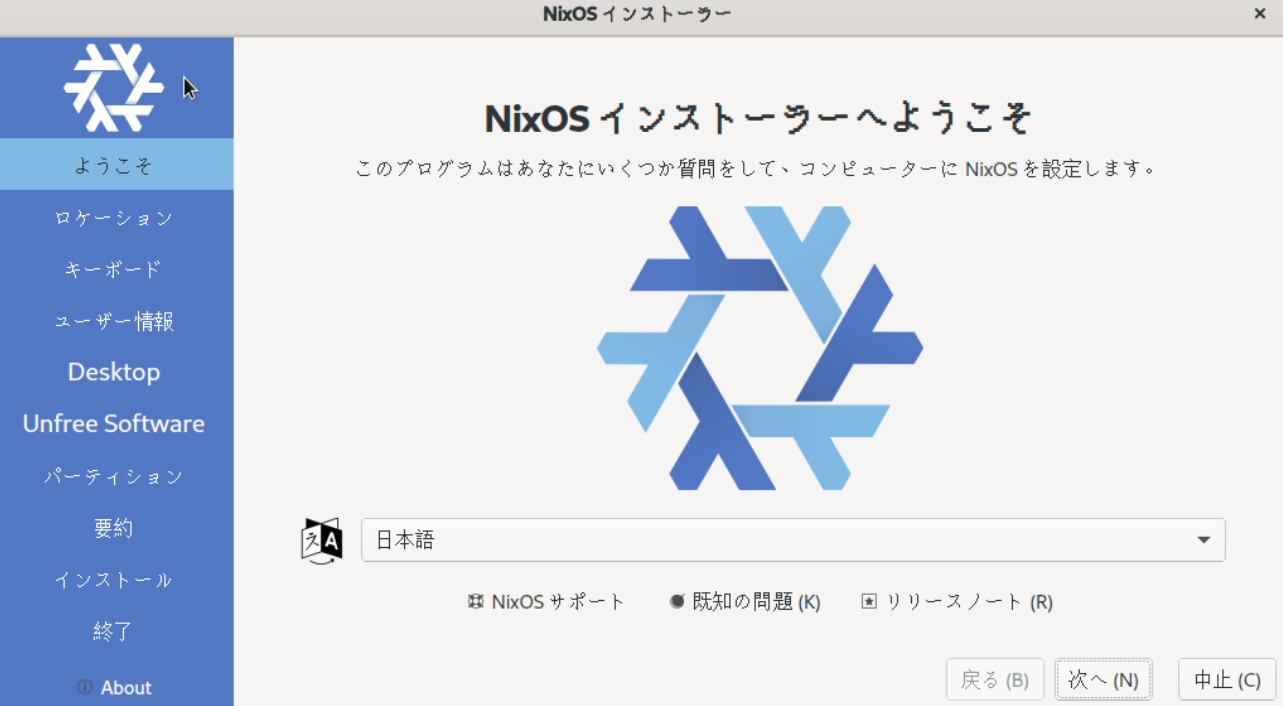 NixOS インストーラー
×
ようこそ
ロケーション
キーボード
ユーザー情報
Desktop
Unfree Software
パーティション
要約
インストール
終了
About
NixOS インストーラーへようこそ
このプログラムはあなたにいくつか質問をして、コンピューターに NixOS を設定します。
日本語
NixOS サポート 既知の問題 (K) リリースノート (R)
戻る (B) 次へ (N) 中止 (C)